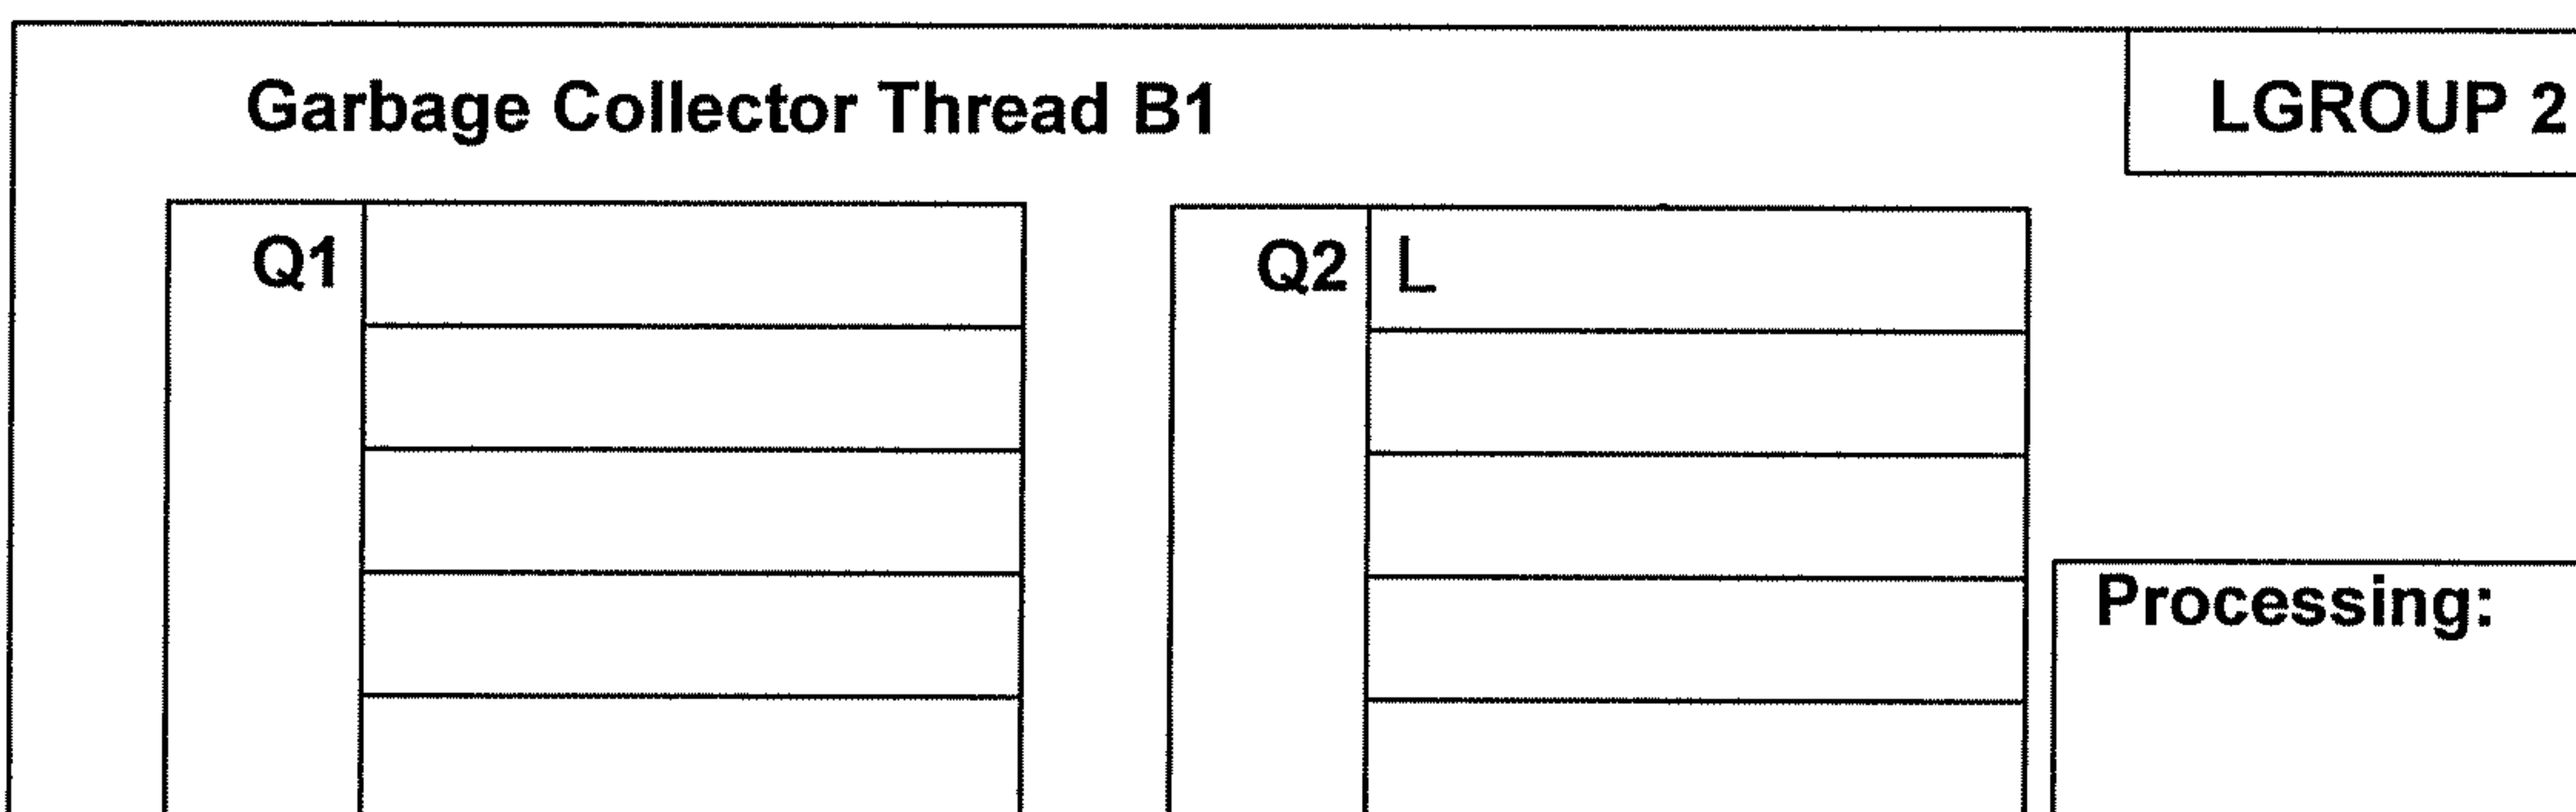 Garbage Collector Thread B1
LGROUP 2
Q1
Q2 L
Processing: